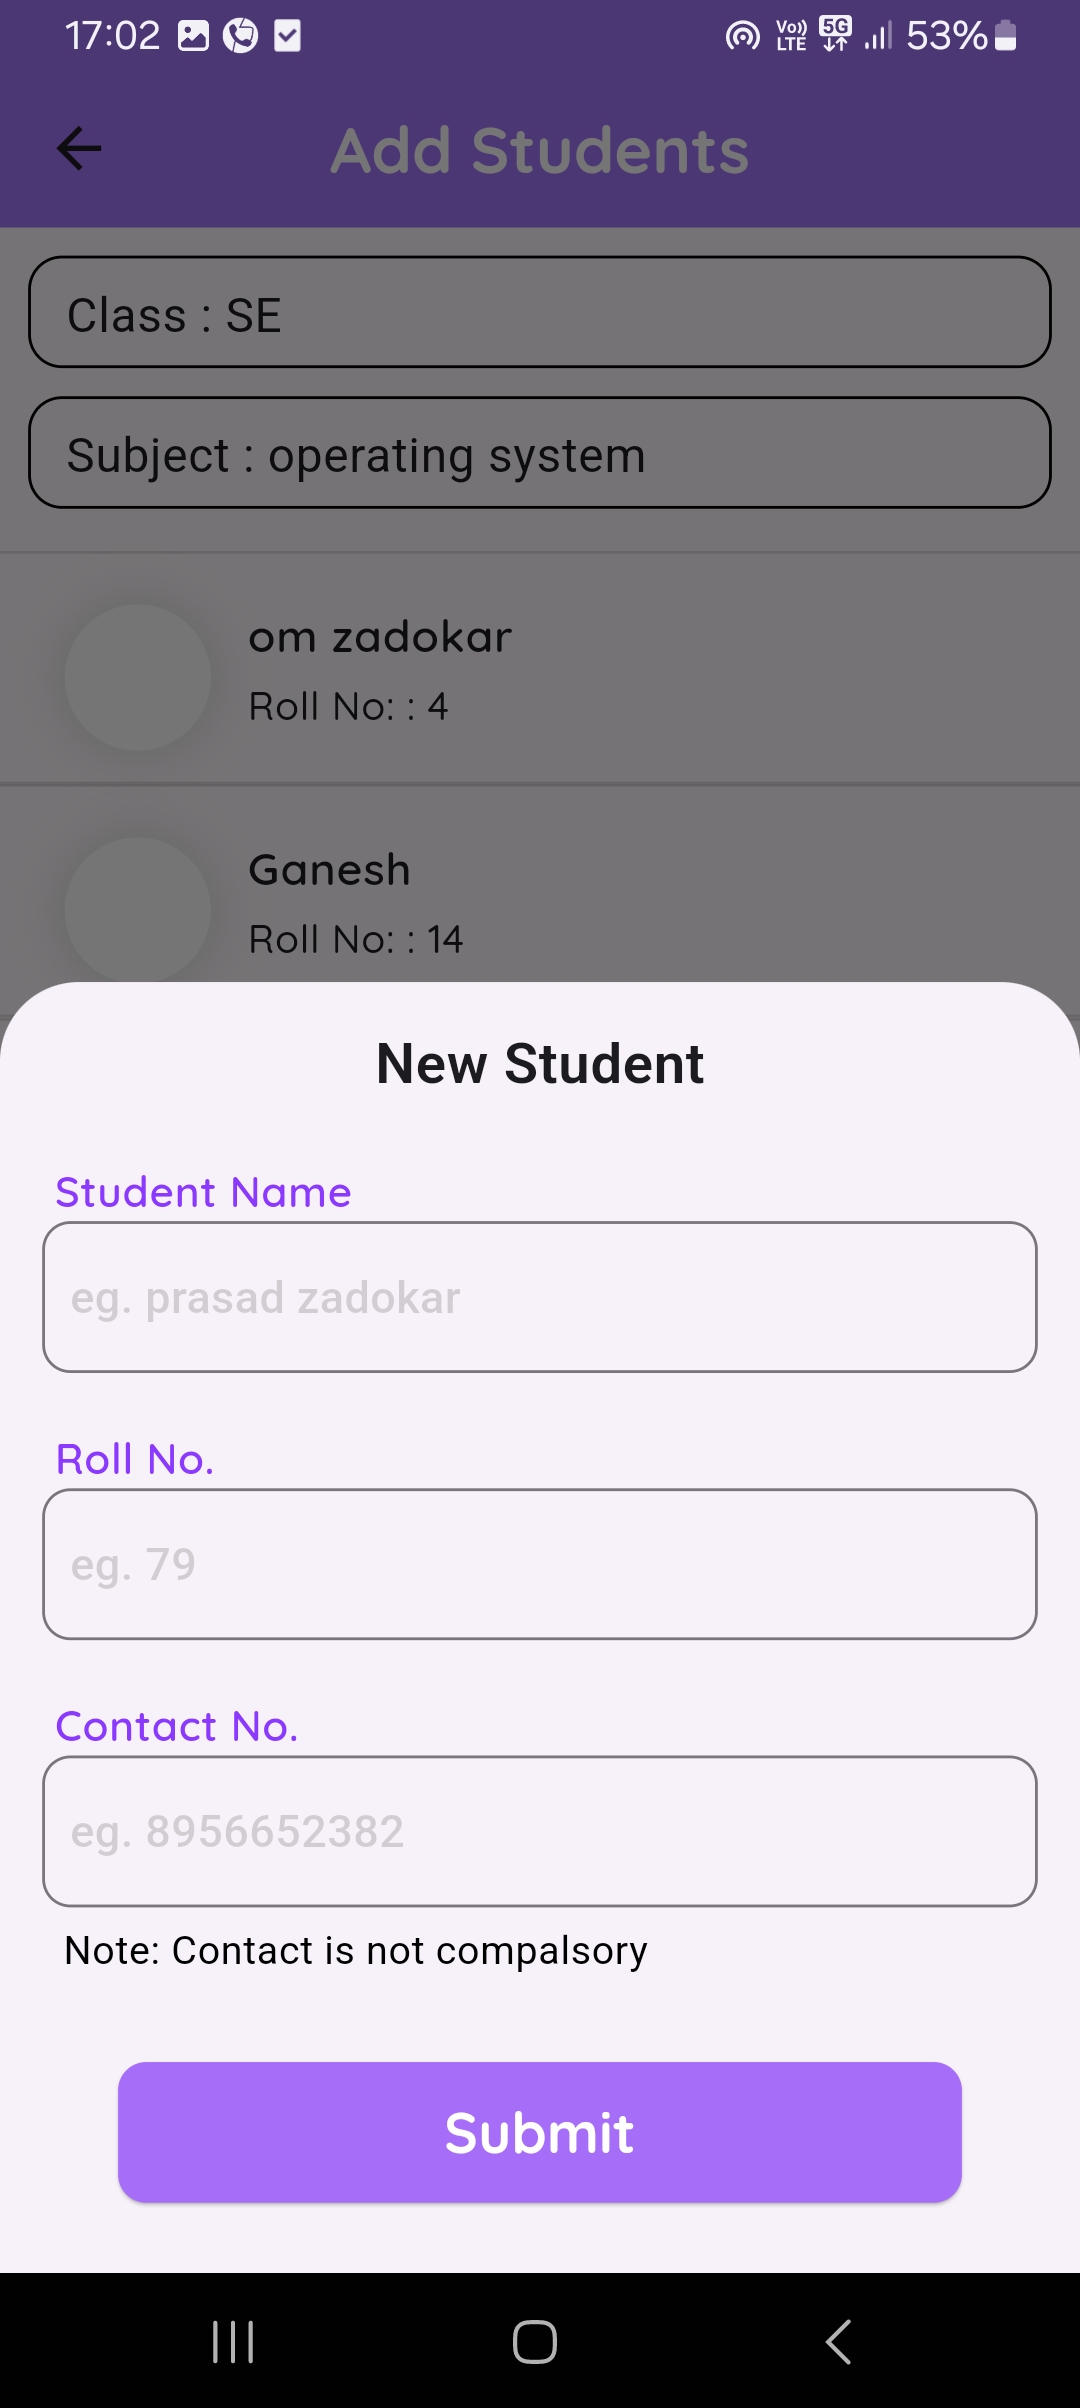 17:02
Vo)) LTE 5G 53%
Add Students
Class : SE
Subject : operating system
om zadokar
Roll No: : 4
Ganesh
Roll No: : 14
New Student
Student Name
eg. prasad zadokar
Roll No.
eg. 79
Contact No.
eg. 8956652382
Note: Contact is not compalsory
Submit